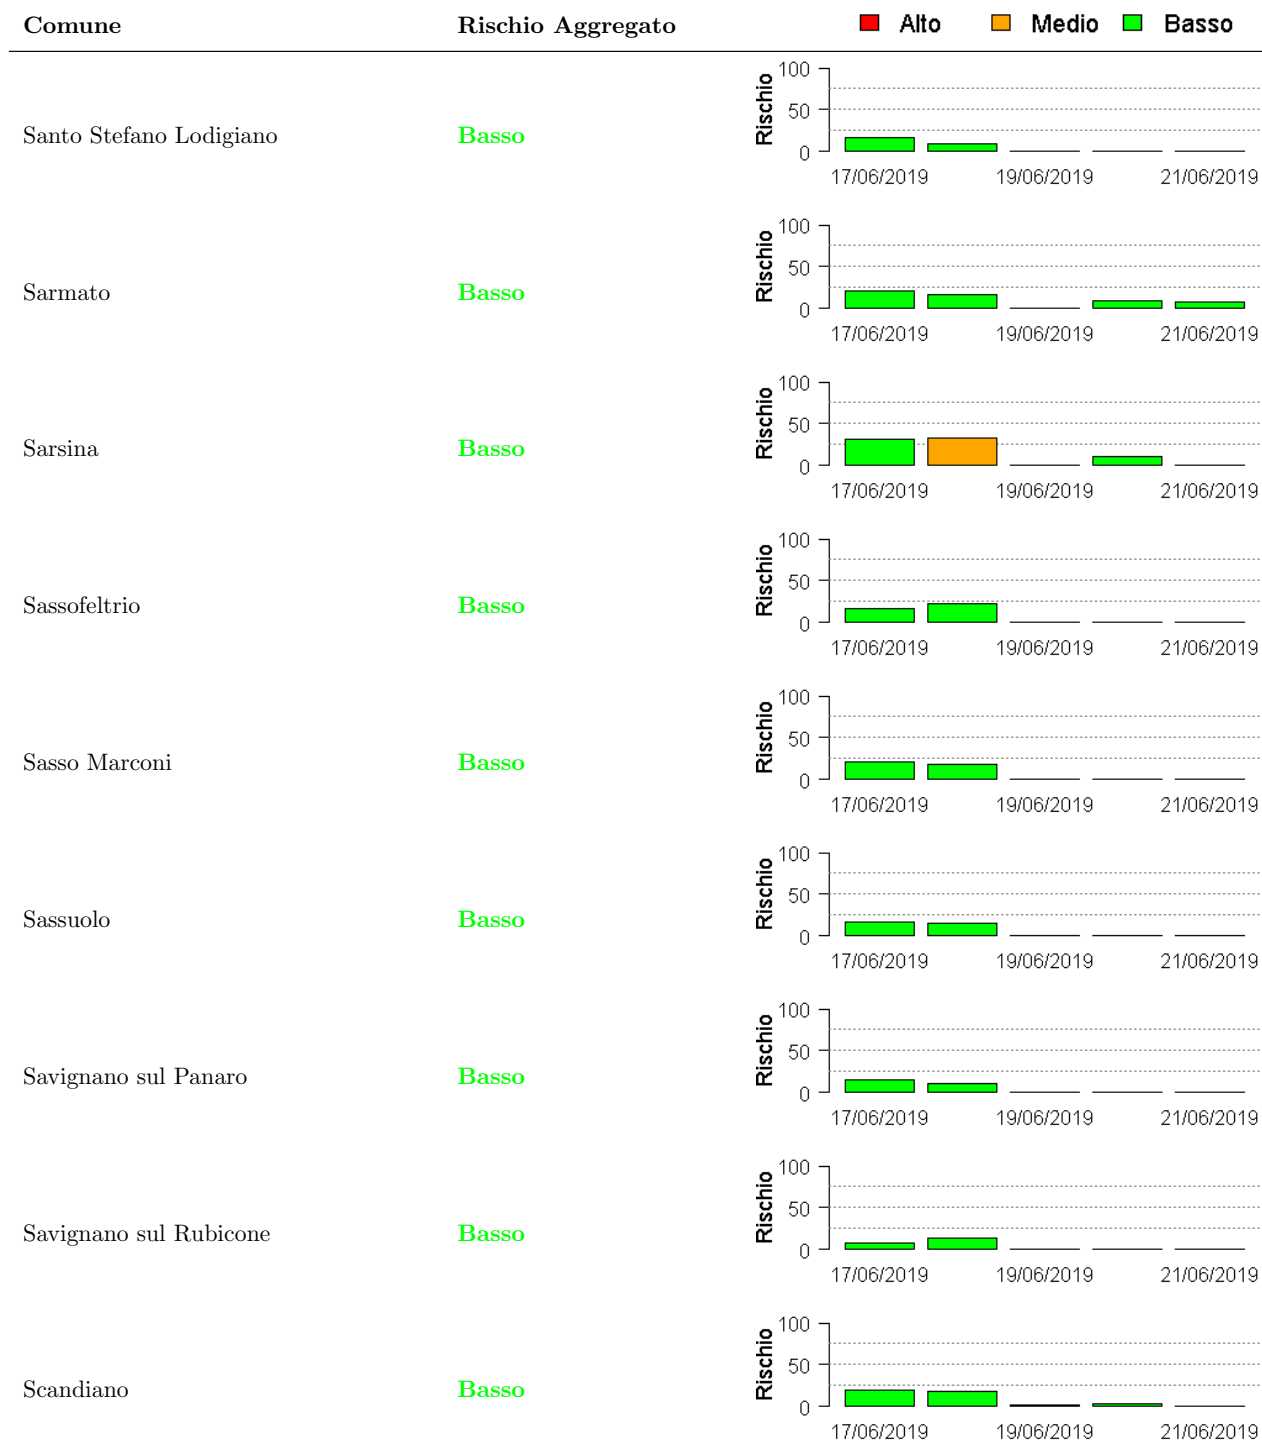 Comune Rischio Aggregato Alto Medio Basso
100
50
0
Rischio
Santo Stefano Lodigiano Basso
17/06/2019 19/06/2019 21/06/2019
100
50
0
Rischio
Sarmato Basso
17/06/2019 19/06/2019 21/06/2019
100
50
0
Rischio
Sarsina Basso
17/06/2019 19/06/2019 21/06/2019
100
50
0
Rischio
Sassofeltrio Basso
17/06/2019 19/06/2019 21/06/2019
100
50
0
Rischio
Sasso Marconi Basso
17/06/2019 19/06/2019 21/06/2019
100
50
0
Rischio
Sassuolo Basso
17/06/2019 19/06/2019 21/06/2019
100
50
0
Rischio
Savignano sul Panaro Basso
17/06/2019 19/06/2019 21/06/2019
100
50
0
Rischio
Savignano sul Rubicone Basso
17/06/2019 19/06/2019 21/06/2019
100
50
0
Rischio
Scandiano Basso
17/06/2019 19/06/2019 21/06/2019